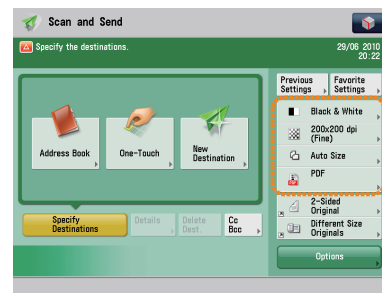 Scan and Send
Specify the destinations.
29/06 2010
20:22
Previous
Settings
Favorite
Settings
Address Book
One-Touch
New
Destination
Black & White
200x200 dpi
(Fine)
Auto Size
PDF
2-Sided
Original
Different Size
Originals
Specify
Destinations
Details
Delete
Dest.
Cc
Bcc
Options